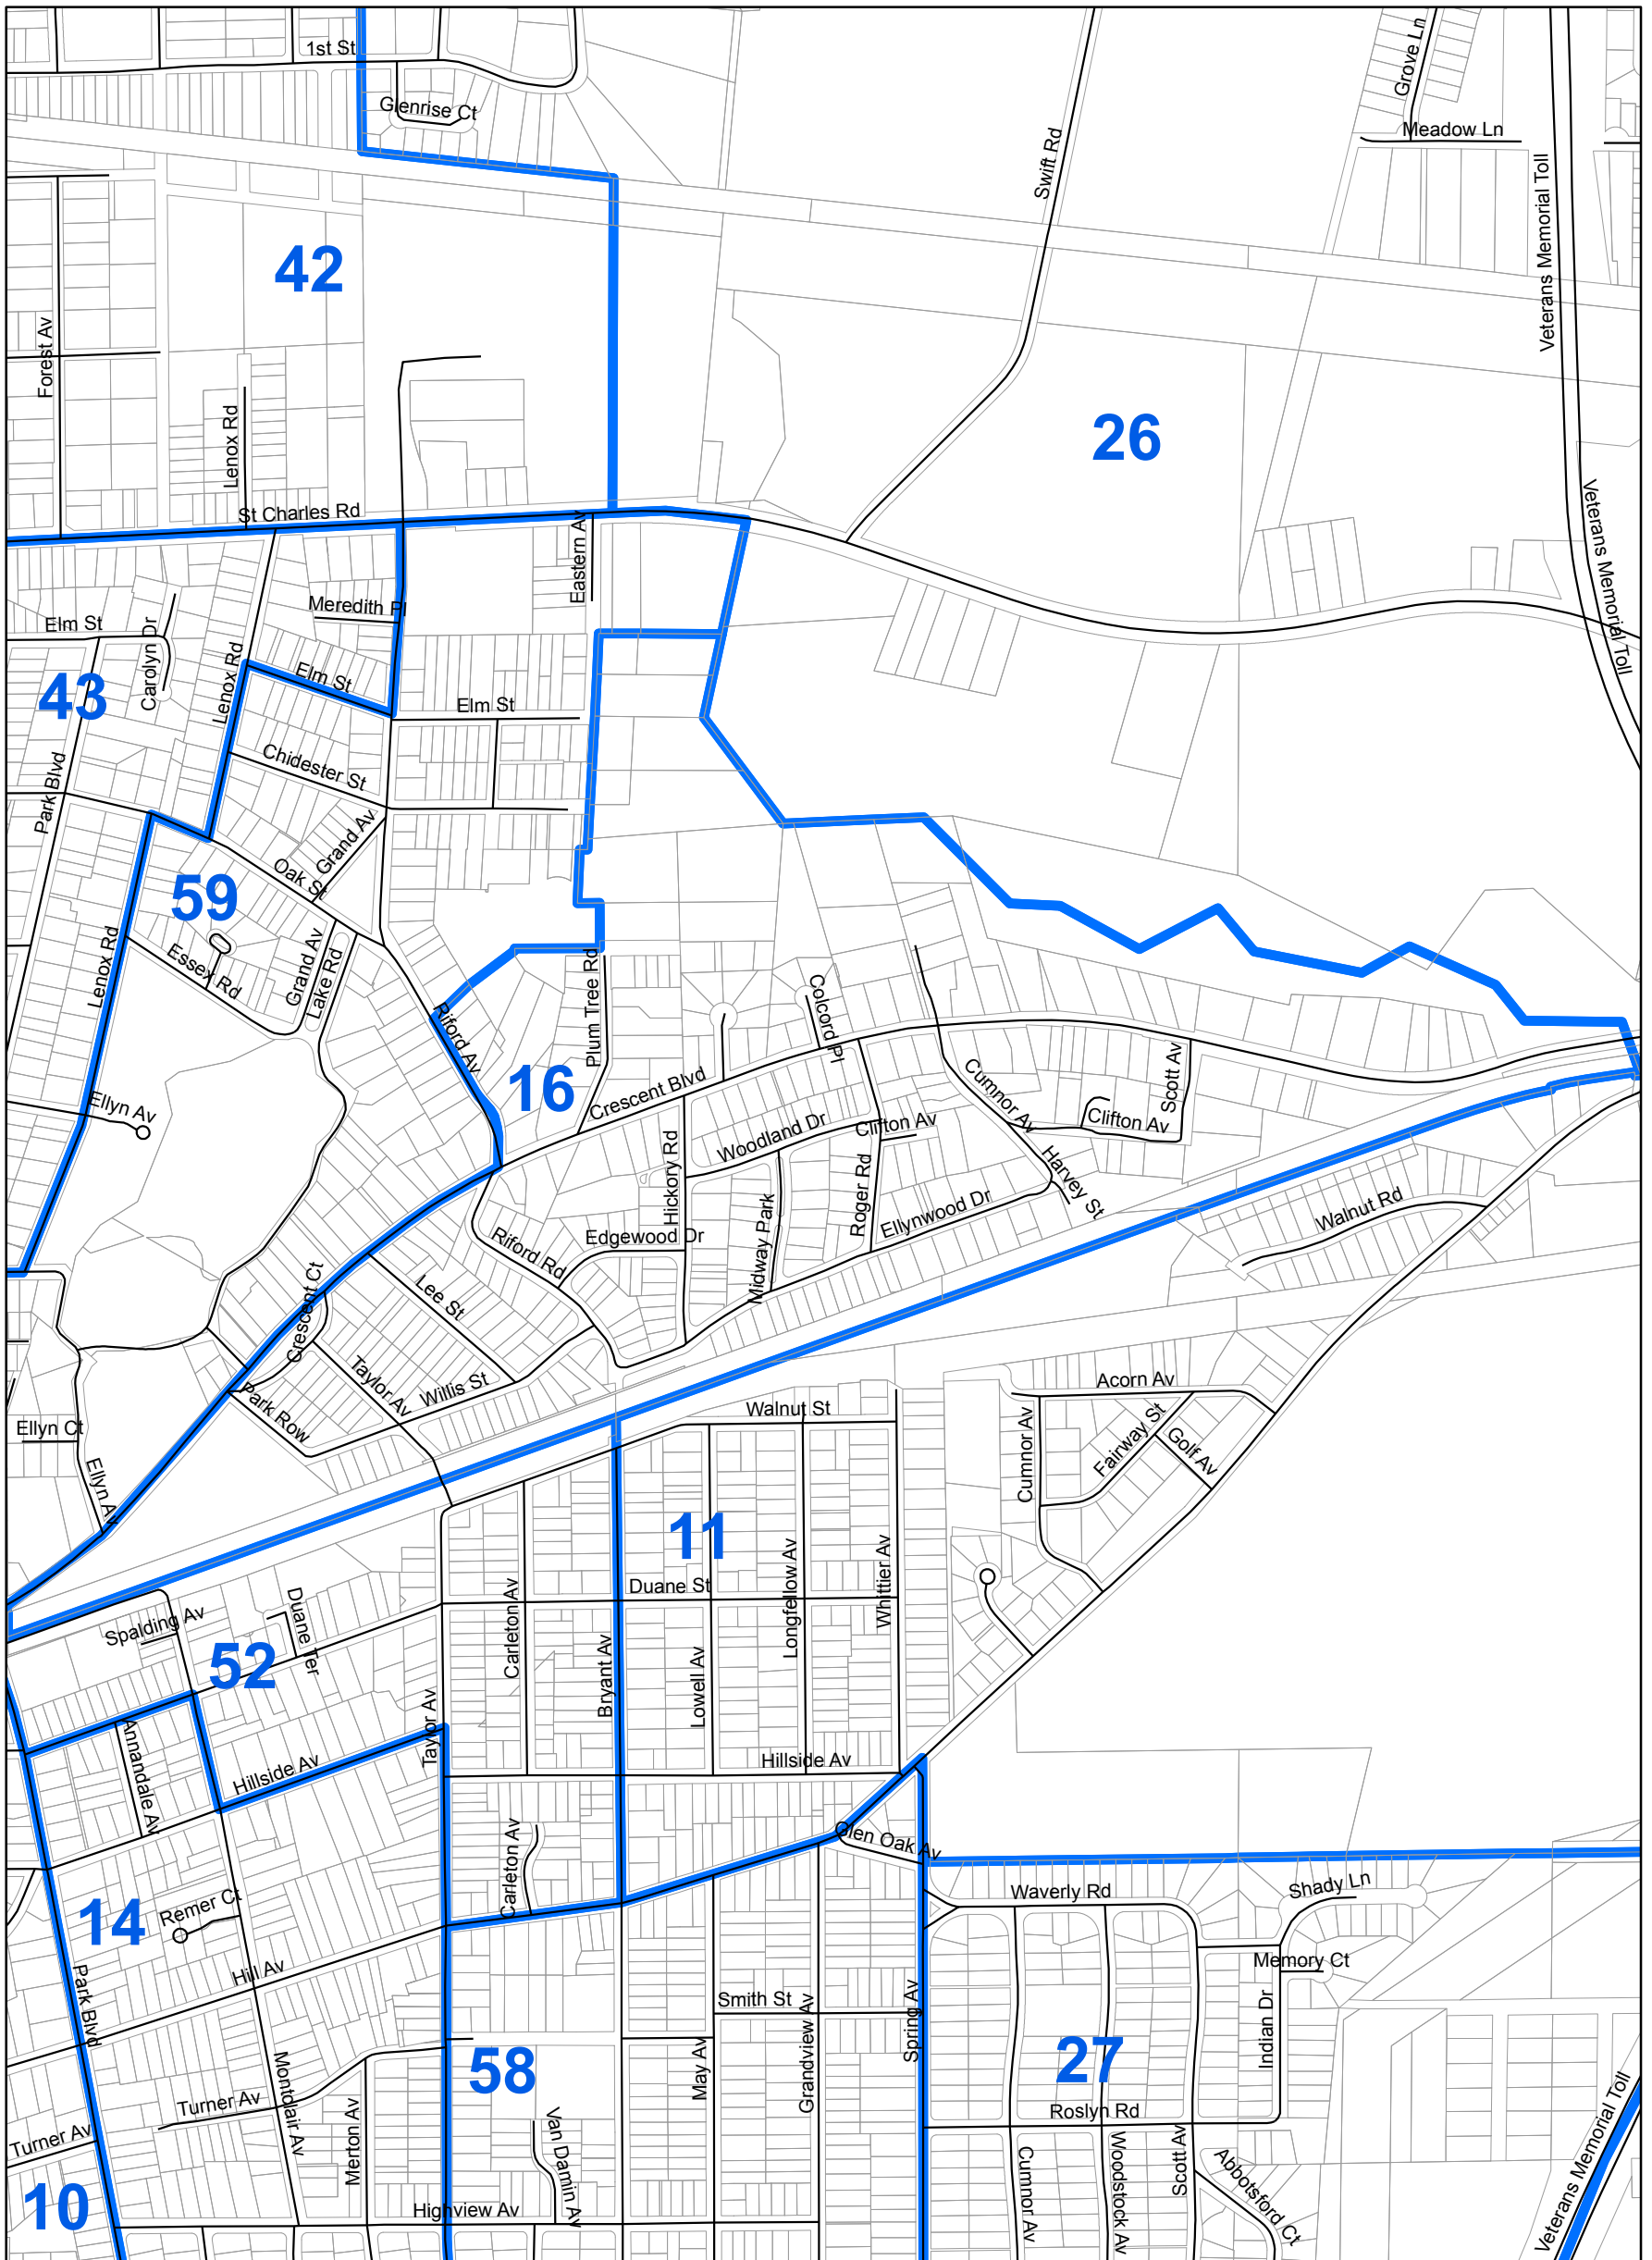 1st St
Glenrise Ct
Grove Ln
Meadow Ln
Swift Rd
Veterans Memorial Toll
42
Forest Av
Lenox Rd
26
St Charles Rd
Eastern Av
Veterans Memorial Toll
Meredith Pl
Elm St
Carolyn Dr
Lenox Rd
Elm St
43
Elm St
Chidester St
Park Blvd
Grand Av
Oak St
59
Essex Rd
Grand Av
Lake Rd
Lenox Rd
Riford Av
Plum Tree Rd
Colcord Pl
16
Crescent Blvd
Cumnor Av
Scott Av
Ellyn Av
Woodland Dr
Clifton Av
Clifton Av
Hickory Rd
Harvey St
Roger Rd
Ellynwood Dr
Walnut Rd
Midway Park
Edgewood Dr
Riford Rd
Crescent Ct
Lee St
Taylor Av
Willis St
Park Row
Acorn Av
Walnut St
Ellyn Ct
Cumnor Av
Fairway St
Golf Av
Ellyn Av
11
Duane St
Longfellow Av
Whittier Av
Carleton Av
Spalding Av
Duane Ter
52
Bryant Av
Lowell Av
Taylor Av
Annandale Av
Hillside Av
Hillside Av
Glen Oak Av
Carleton Av
Waverly Rd
Shady Ln
14
Remer Ct
Hill Av
Memory Ct
Park Blvd
Smith St
Grandview Av
Spring Av
Indian Dr
58
May Av
27
Montclair Av
Turner Av
Merton Av
Van Damin Av
Roslyn Rd
Turner Av
Cumnor Av
Woodstock Av
Scott Av
Abbotsford Ct
Veterans Memorial Toll
10
Highview Av